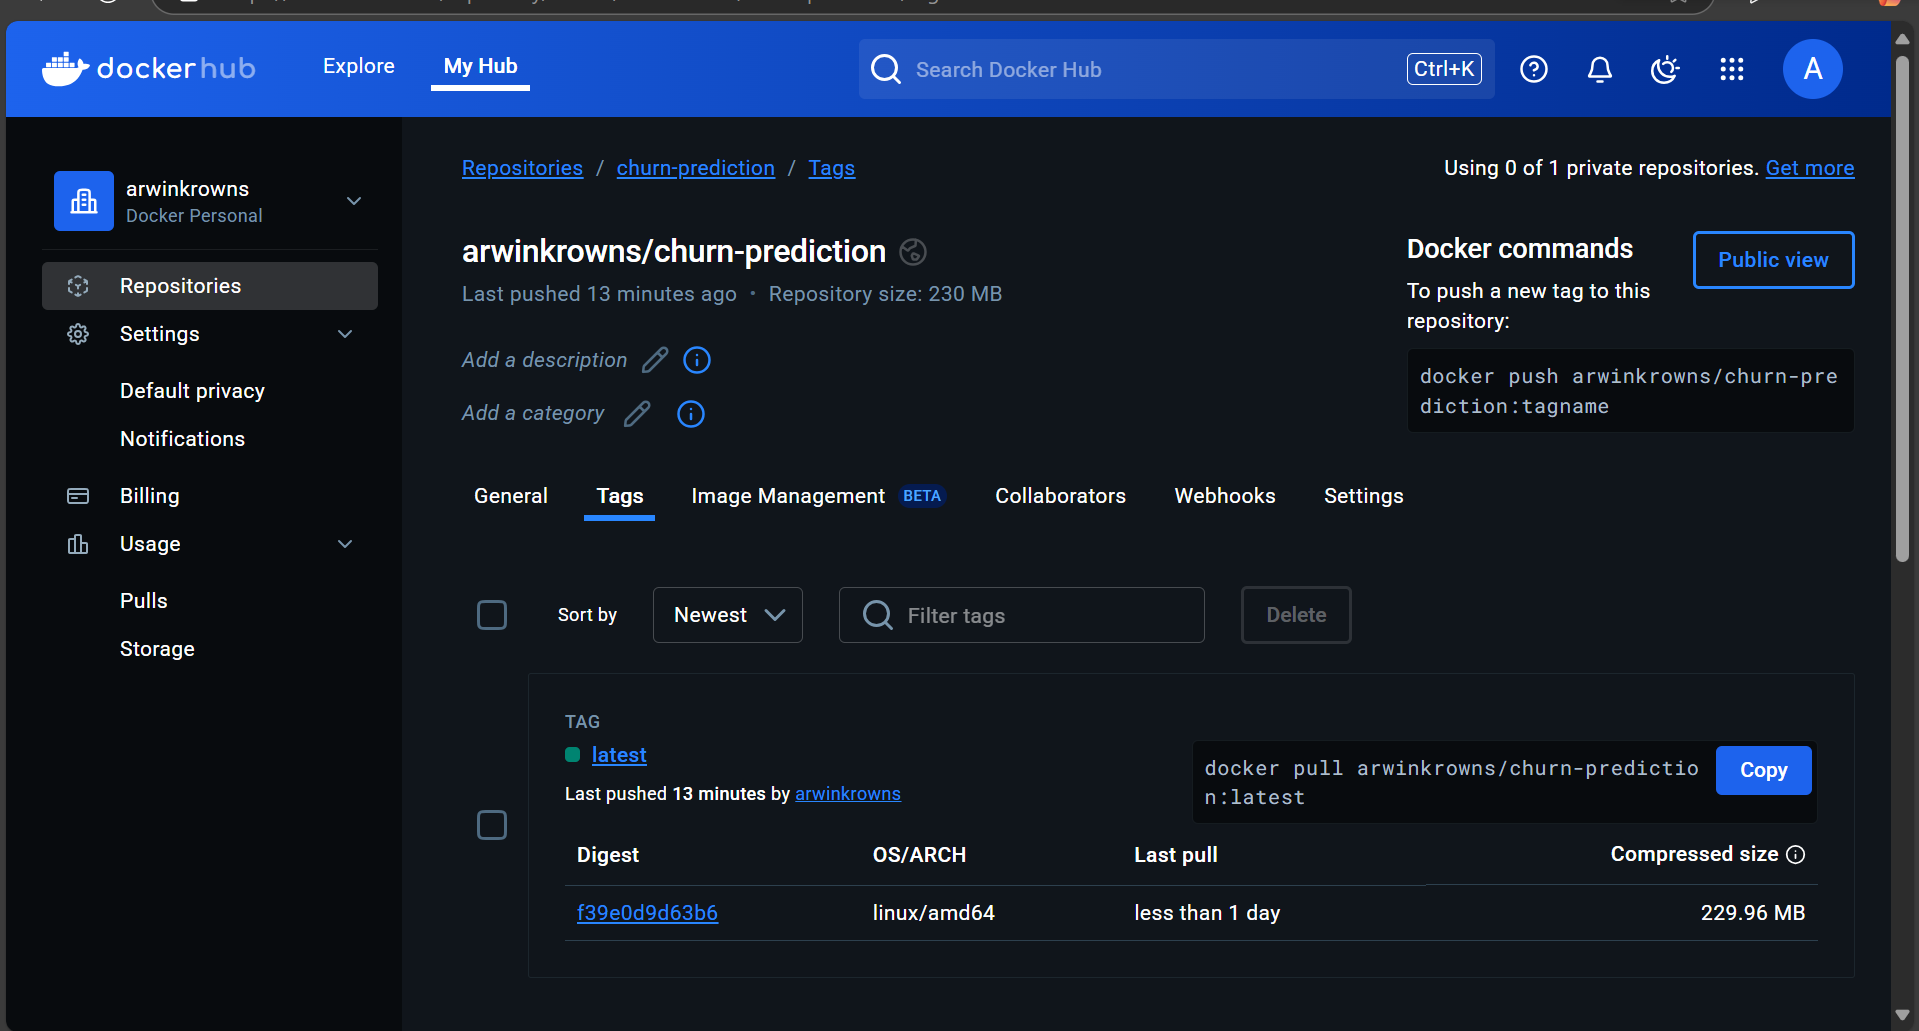 dockerhub
Explore
My Hub
Search Docker Hub
Ctrl+K
A
arwinkrowns
Docker Personal
Repositories
Settings
Default privacy
Notifications
Billing
Usage
Pulls
Storage
Repositories / churn-prediction / Tags
Using 0 of 1 private repositories. Get more
arwinkrowns/churn-prediction
Last pushed 13 minutes ago • Repository size: 230 MB
Add a description
Add a category
Docker commands
Public view
To push a new tag to this
repository:
docker push arwinkrowns/churn-pre
diction:tagname
General
Tags
Image Management BETA
Collaborators
Webhooks
Settings
Sort by
Newest
Filter tags
Delete
TAG
latest
Last pushed 13 minutes by arwinkrowns
docker pull arwinkrowns/churn-predictio
n:latest
Copy
Digest OS/ARCH Last pull Compressed size
f39e0d9d63b6 linux/amd64 less than 1 day 229.96 MB